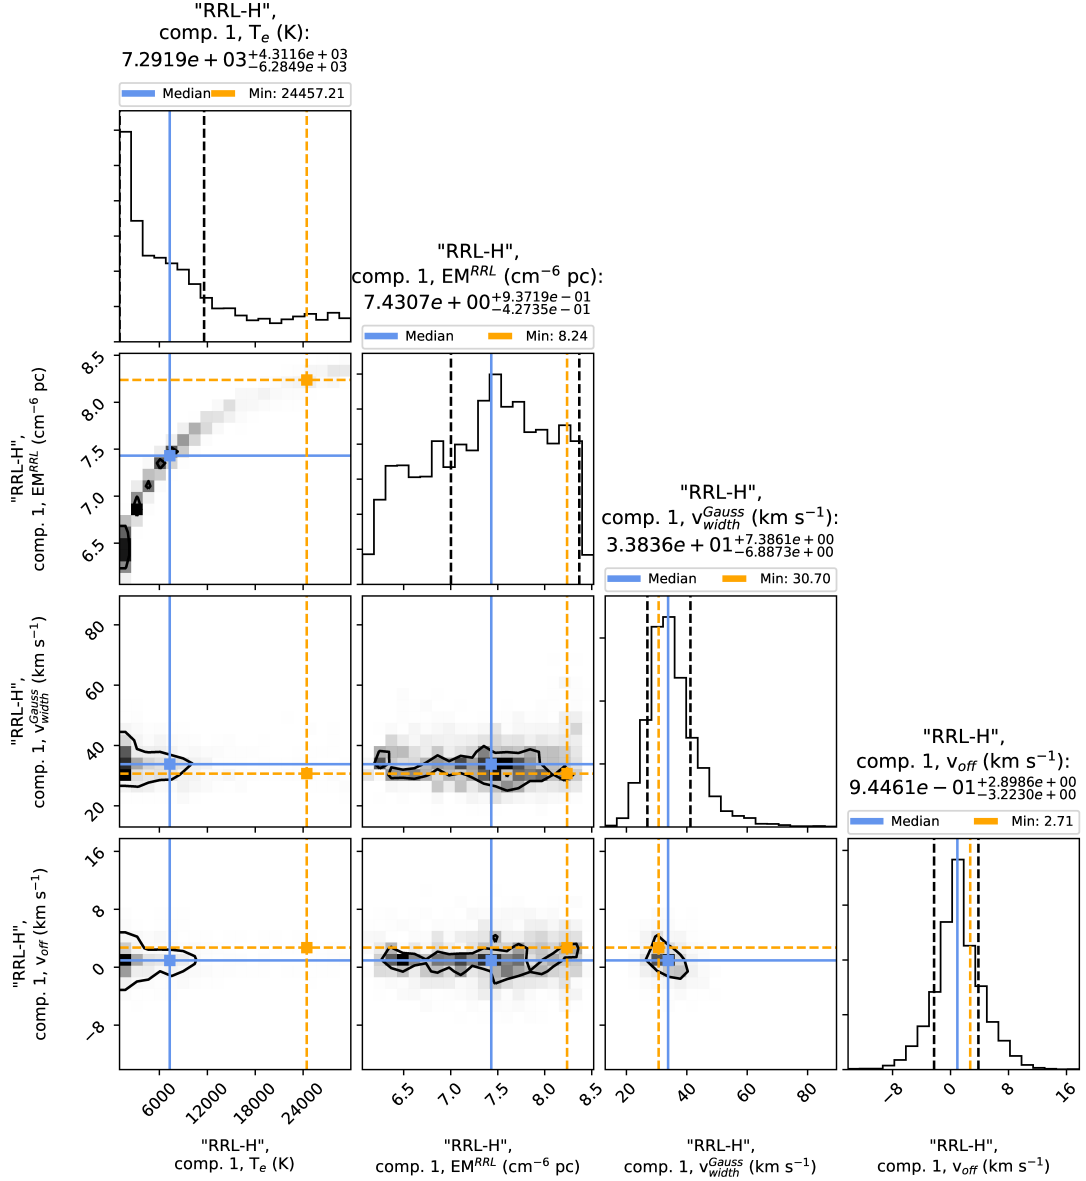 "RRL-H",
comp. 1, T_e (K):
7.2919e + 03^{+4.3116e+03}_{−6.2849e+03}
Median Min: 24457.21
"RRL-H",
comp. 1, EM^{RRL} (cm^{−6} pc):
7.4307e + 00^{+9.3719e−01}_{−4.2735e−01}
Median Min: 8.24
"RRL-H",
comp. 1, EM^{RRL} (cm^{−6} pc)
8.5
8.0
7.5
7.0
6.5
"RRL-H",
comp. 1, v^{Gauss}_{width} (km s^{−1}):
3.3836e + 01^{+7.3861e+00}_{−6.8873e+00}
Median Min: 30.70
"RRL-H",
comp. 1, v^{Gauss}_{width} (km s^{−1})
80
60
40
20
"RRL-H",
comp. 1, v_{off} (km s^{−1}):
9.4461e − 01^{+2.8986e+00}_{−3.2230e+00}
Median Min: 2.71
"RRL-H",
comp. 1, v_{off} (km s^{−1})
16
8
0
−8
6000 12000 18000 24000
6.5 7.0 7.5 8.0 8.5
20 40 60 80
−8 0 8 16
"RRL-H",
comp. 1, T_e (K)
"RRL-H",
comp. 1, EM^{RRL} (cm^{−6} pc)
"RRL-H",
comp. 1, v^{Gauss}_{width} (km s^{−1})
"RRL-H",
comp. 1, v_{off} (km s^{−1})